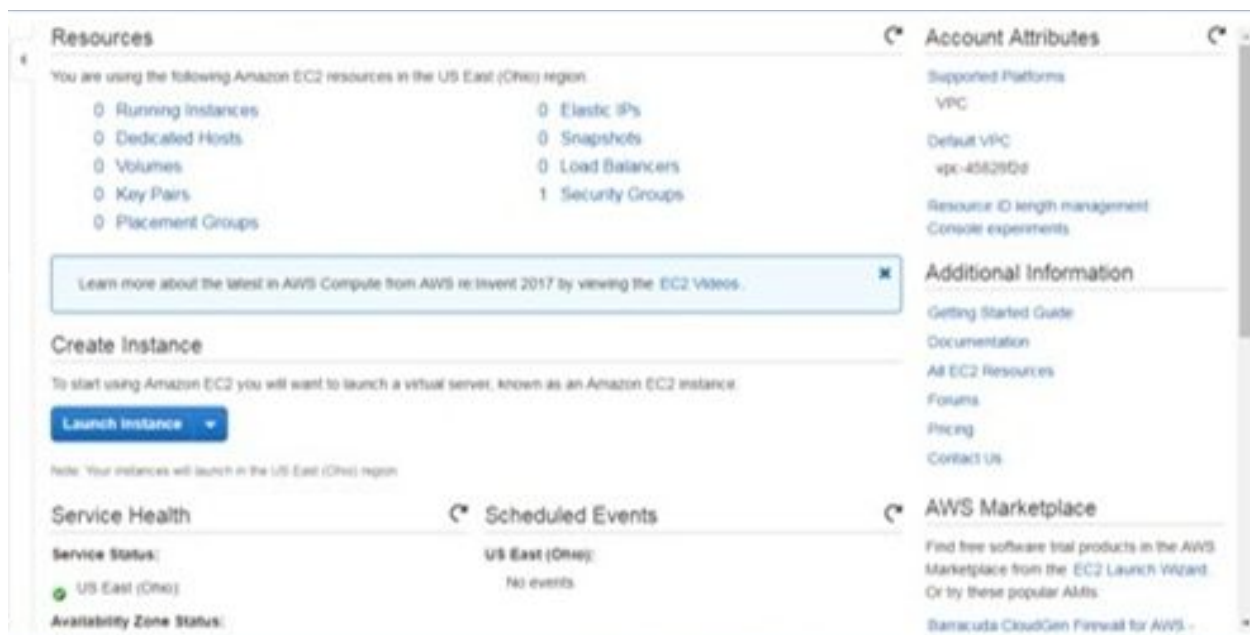 Resources
You are using the following Amazon EC2 resources in the US East (Ohio) region
0 Running Instances
0 Elastic IPs
0 Dedicated Hosts
0 Snapshots
0 Volumes
0 Load Balancers
0 Key Pairs
1 Security Groups
0 Placement Groups
Learn more about the latest in AWS Compute from AWS re:Invent 2017 by viewing the EC2 Videos.
Create Instance
To start using Amazon EC2 you will want to launch a virtual server, known as an Amazon EC2 instance.
Launch Instance
Note: Your instances will launch in the US East (Ohio) region
Service Health
Service Status:
US East (Ohio):
Availability Zone Status:
Scheduled Events
US East (Ohio):
No events
Account Attributes
Supported Platforms
VPC
Default VPC
Resource ID length management
Console experiments
Additional Information
Getting Started Guide
Documentation
All EC2 Resources
Forums
Pricing
Contact Us
AWS Marketplace
Find free software trial products in the AWS
Marketplace from the EC2 Launch Wizard.
Or try these popular AMIs:
Barracuda CloudGen Firewall for AWS -